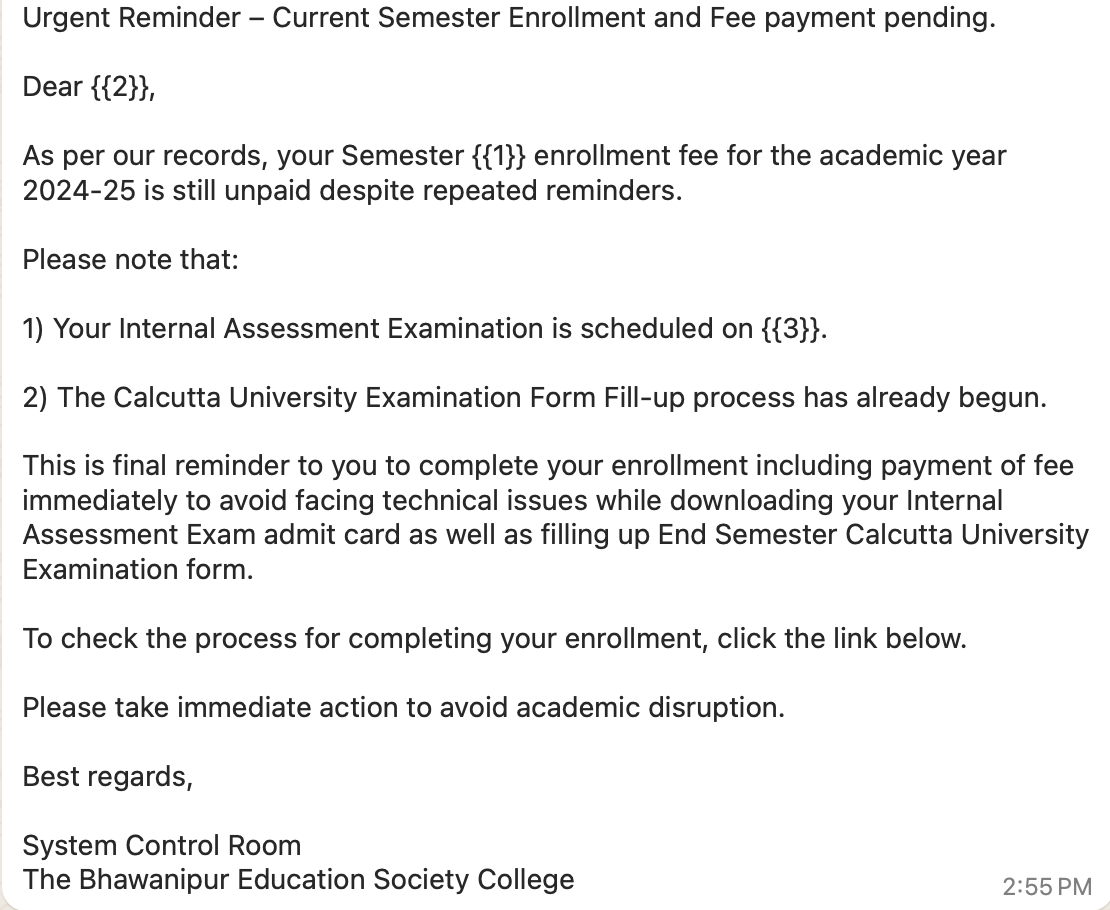 Urgent Reminder – Current Semester Enrollment and Fee payment pending.
Dear {{2}},
As per our records, your Semester {{1}} enrollment fee for the academic year
2024-25 is still unpaid despite repeated reminders.
Please note that:
1) Your Internal Assessment Examination is scheduled on {{3}}.
2) The Calcutta University Examination Form Fill-up process has already begun.
This is final reminder to you to complete your enrollment including payment of fee
immediately to avoid facing technical issues while downloading your Internal
Assessment Exam admit card as well as filling up End Semester Calcutta University
Examination form.
To check the process for completing your enrollment, click the link below.
Please take immediate action to avoid academic disruption.
Best regards,
System Control Room
The Bhawanipur Education Society College
2:55 PM